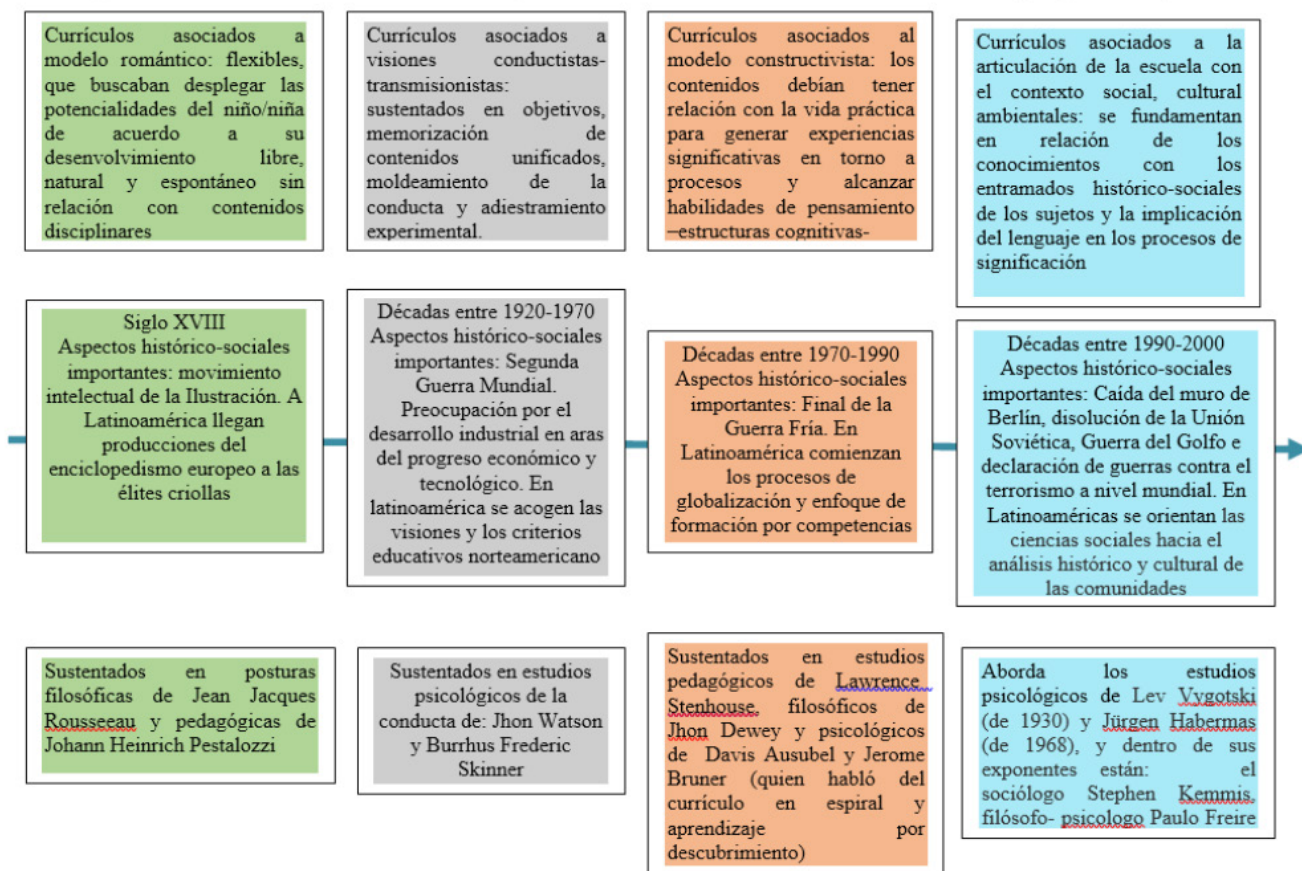 Currículos asociados a
modelo romántico: flexibles,
que buscaban desplegar las
potencialidades del niño/niña
de acuerdo a su
desenvolvimiento libre,
natural y espontáneo sin
relación con contenidos
disciplinares
Currículos asociados a
visiones conductistas-
transmisionistas:
sustentados en objetivos,
memorización de
contenidos unificados,
moldeamiento de la
conducta y adiestramiento
experimental.
Currículos asociados al
modelo constructivista: los
contenidos debían tener
relación con la vida práctica
para generar experiencias
significativas en torno a
procesos y alcanzar
habilidades de pensamiento
–estructuras cognitivas-
Currículos asociados a la
articulación de la escuela con
el contexto social, cultural
ambientales: se fundamentan
en relación de los
conocimientos con los
entramados histórico-sociales
de los sujetos y la implicación
del lenguaje en los procesos de
significación
Siglo XVIII
Aspectos histórico-sociales
importantes: movimiento
intelectual de la Ilustración. A
Latinoamérica llegan
producciones del
enciclopedismo europeo a las
élites criollas
Décadas entre 1920-1970
Aspectos histórico-sociales
importantes: Segunda
Guerra Mundial.
Preocupación por el
desarrollo industrial en aras
del progreso económico y
tecnológico. En
latinoamérica se acogen las
visiones y los criterios
educativos norteamericano
Décadas entre 1970-1990
Aspectos histórico-sociales
importantes: Final de la
Guerra Fría. En
Latinoamérica comienzan
los procesos de
globalización y enfoque de
formación por competencias
Décadas entre 1990-2000
Aspectos histórico-sociales
importantes: Caída del muro de
Berlín, disolución de la Unión
Soviética, Guerra del Golfo e
declaración de guerras contra el
terrorismo a nivel mundial. En
Latinoaméricas se orientan las
ciencias sociales hacia el
análisis histórico y cultural de
las comunidades
Sustentados en posturas
filosóficas de Jean Jacques
Rousseeau y pedagógicas de
Johann Heinrich Pestalozzi
Sustentados en estudios
psicológicos de la
conducta de: Jhon Watson
y Burrhus Frederic
Skinner
Sustentados en estudios
pedagógicos de Lawrence
Stenhouse, filosóficos de
Jhon Dewey y psicológicos
de Davis Ausubel y Jerome
Bruner (quien habló del
currículo en espiral y
aprendizaje por
descubrimiento)
Aborda los estudios
psicológicos de Lev Vygotski
(de 1930) y Jürgen Habermas
(de 1968), y dentro de sus
exponentes están: el
sociólogo Stephen Kemmis,
filósofo- psicologo Paulo Freire